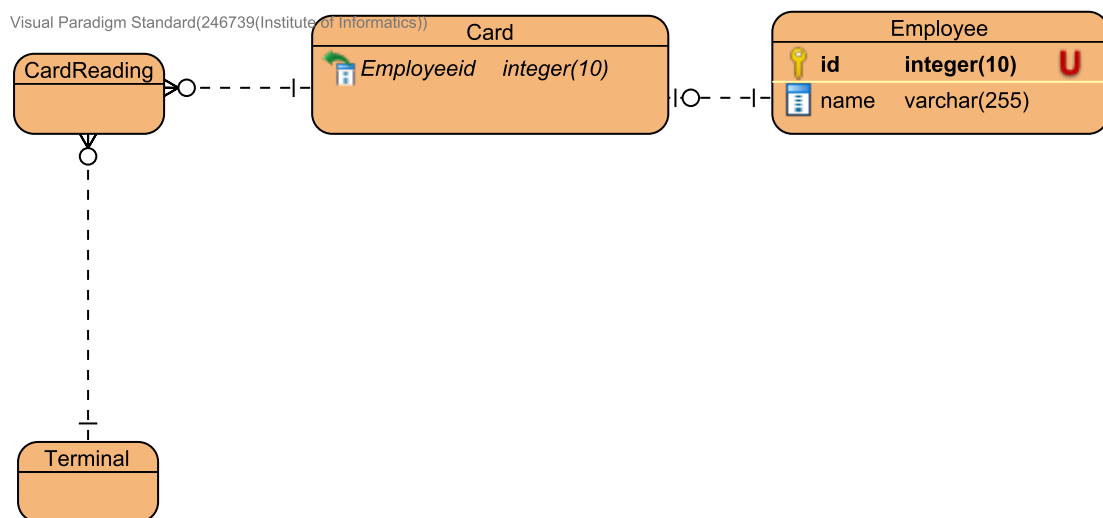 Visual Paradigm Standard(246739(Institute of Informatics))
CardReading
Card
Employeeid integer(10)
Employee
id integer(10) U
name varchar(255)
Terminal